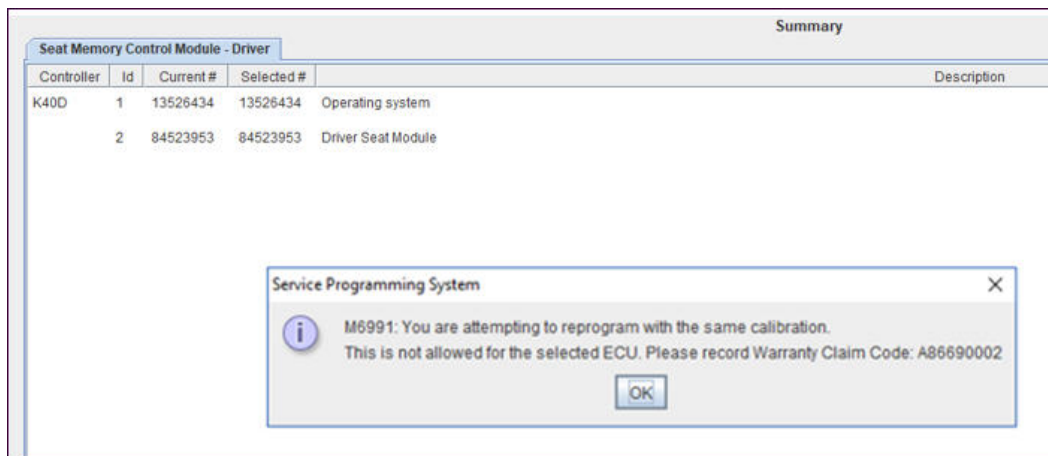 Summary
Seat Memory Control Module - Driver
Controller Id Current # Selected # Description
K40D 1 13526434 13526434 Operating system
2 84523953 84523953 Driver Seat Module
Service Programming System
M6991: You are attempting to reprogram with the same calibration.
This is not allowed for the selected ECU. Please record Warranty Claim Code: A86690002
OK